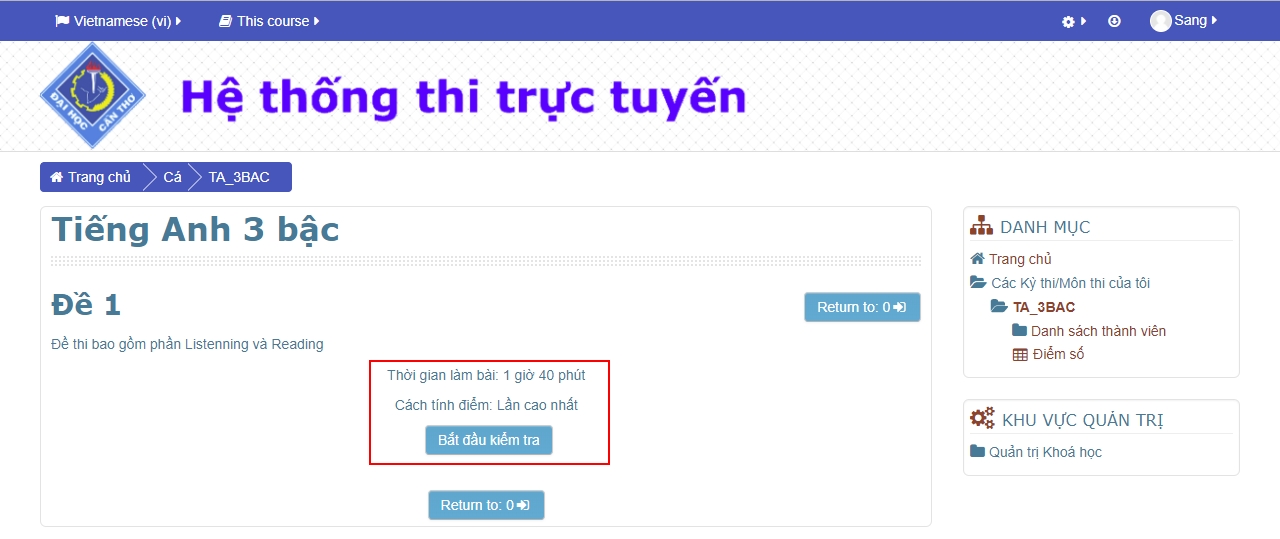 Vietnamese (vi) This course Sang
ĐẠI HỌC CẦN THƠ
Hệ thống thi trực tuyến
Trang chủ Cá TA_3BAC
Tiếng Anh 3 bậc
Đề 1
Return to: 0
Đề thi bao gồm phần Listenning và Reading
Thời gian làm bài: 1 giờ 40 phút
Cách tính điểm: Lần cao nhất
Bắt đầu kiểm tra
Return to: 0
DANH MỤC
Trang chủ
Các Kỳ thi/Môn thi của tôi
TA_3BAC
Danh sách thành viên
Điểm số
KHU VỰC QUẢN TRỊ
Quản trị Khoá học